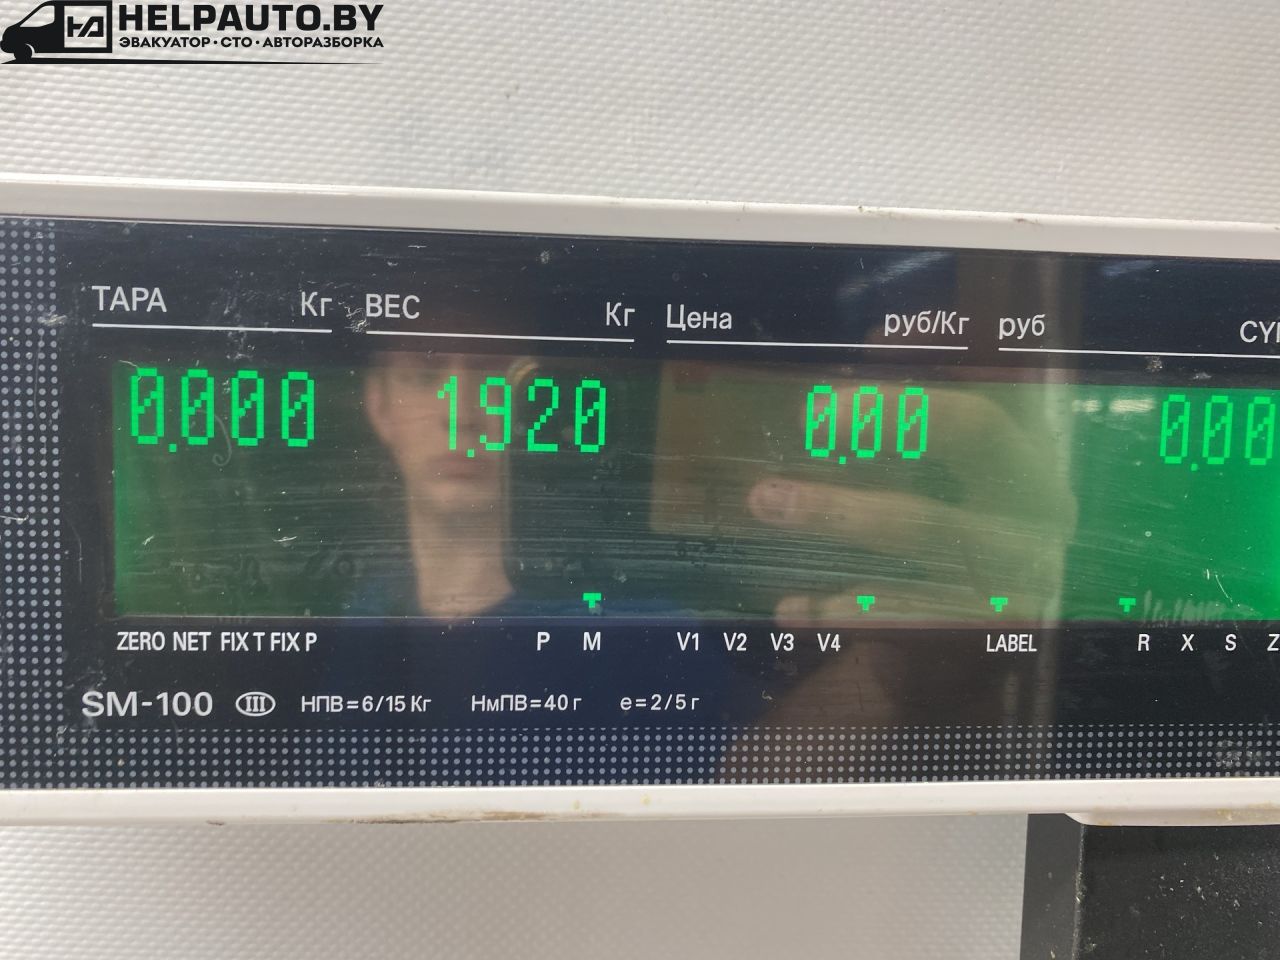 HELPAUTO.BY
ЭВАКУАТОР·СТО·АВТОРАЗБОРКА
ТАРА Кг ВЕС Кг Цена руб/Кг руб
0.000 1.920 0.00 0.00
ZERO NET FIX T FIX P P M V1 V2 V3 V4 LABEL R X S
SM-100 III НПВ=6/15 Кг НмПВ=40 г е=2/5 г